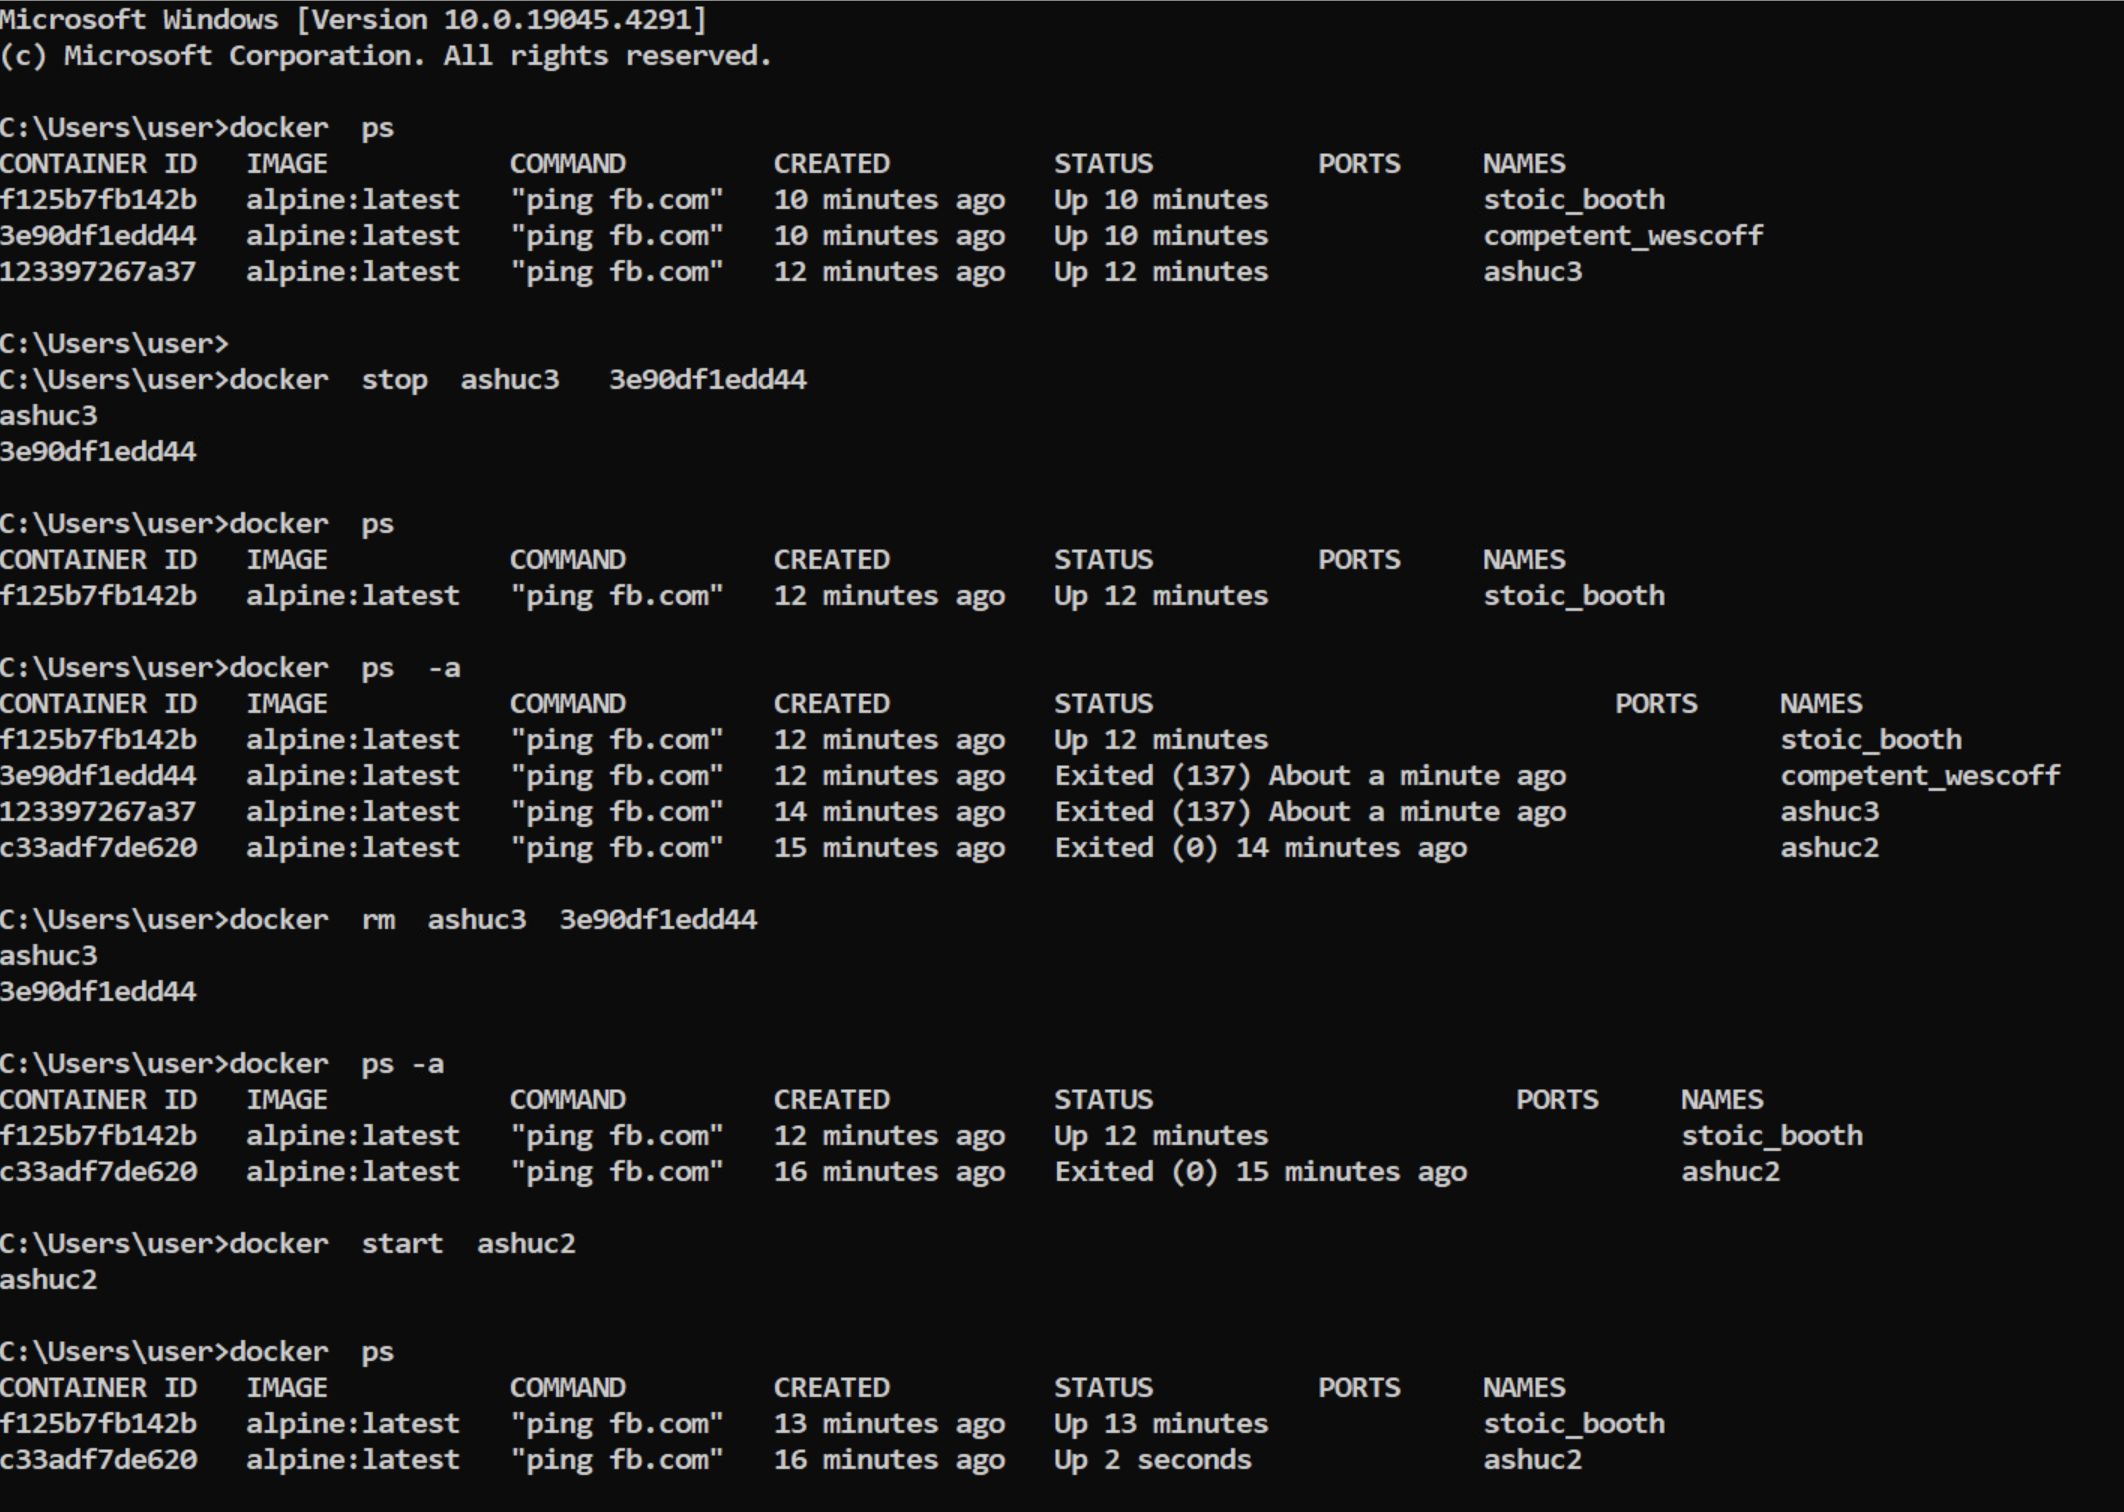 Microsoft Windows [Version 10.0.19045.4291]
(c) Microsoft Corporation. All rights reserved.

C:\Users\user>docker  ps
CONTAINER ID   IMAGE           COMMAND         CREATED          STATUS          PORTS     NAMES
f125b7fb142b   alpine:latest   "ping fb.com"   10 minutes ago   Up 10 minutes             stoic_booth
3e90df1edd44   alpine:latest   "ping fb.com"   10 minutes ago   Up 10 minutes             competent_wescoff
123397267a37   alpine:latest   "ping fb.com"   12 minutes ago   Up 12 minutes             ashuc3

C:\Users\user>
C:\Users\user>docker  stop  ashuc3   3e90df1edd44
ashuc3
3e90df1edd44

C:\Users\user>docker  ps
CONTAINER ID   IMAGE           COMMAND         CREATED          STATUS          PORTS     NAMES
f125b7fb142b   alpine:latest   "ping fb.com"   12 minutes ago   Up 12 minutes             stoic_booth

C:\Users\user>docker  ps  -a
CONTAINER ID   IMAGE           COMMAND         CREATED          STATUS                            PORTS     NAMES
f125b7fb142b   alpine:latest   "ping fb.com"   12 minutes ago   Up 12 minutes                               stoic_booth
3e90df1edd44   alpine:latest   "ping fb.com"   12 minutes ago   Exited (137) About a minute ago             competent_wescoff
123397267a37   alpine:latest   "ping fb.com"   14 minutes ago   Exited (137) About a minute ago             ashuc3
c33adf7de620   alpine:latest   "ping fb.com"   15 minutes ago   Exited (0) 14 minutes ago                   ashuc2

C:\Users\user>docker  rm  ashuc3  3e90df1edd44
ashuc3
3e90df1edd44

C:\Users\user>docker  ps -a
CONTAINER ID   IMAGE           COMMAND         CREATED          STATUS                      PORTS     NAMES
f125b7fb142b   alpine:latest   "ping fb.com"   12 minutes ago   Up 12 minutes                         stoic_booth
c33adf7de620   alpine:latest   "ping fb.com"   16 minutes ago   Exited (0) 15 minutes ago             ashuc2

C:\Users\user>docker  start  ashuc2
ashuc2

C:\Users\user>docker  ps
CONTAINER ID   IMAGE           COMMAND         CREATED          STATUS          PORTS     NAMES
f125b7fb142b   alpine:latest   "ping fb.com"   13 minutes ago   Up 13 minutes             stoic_booth
c33adf7de620   alpine:latest   "ping fb.com"   16 minutes ago   Up 2 seconds              ashuc2